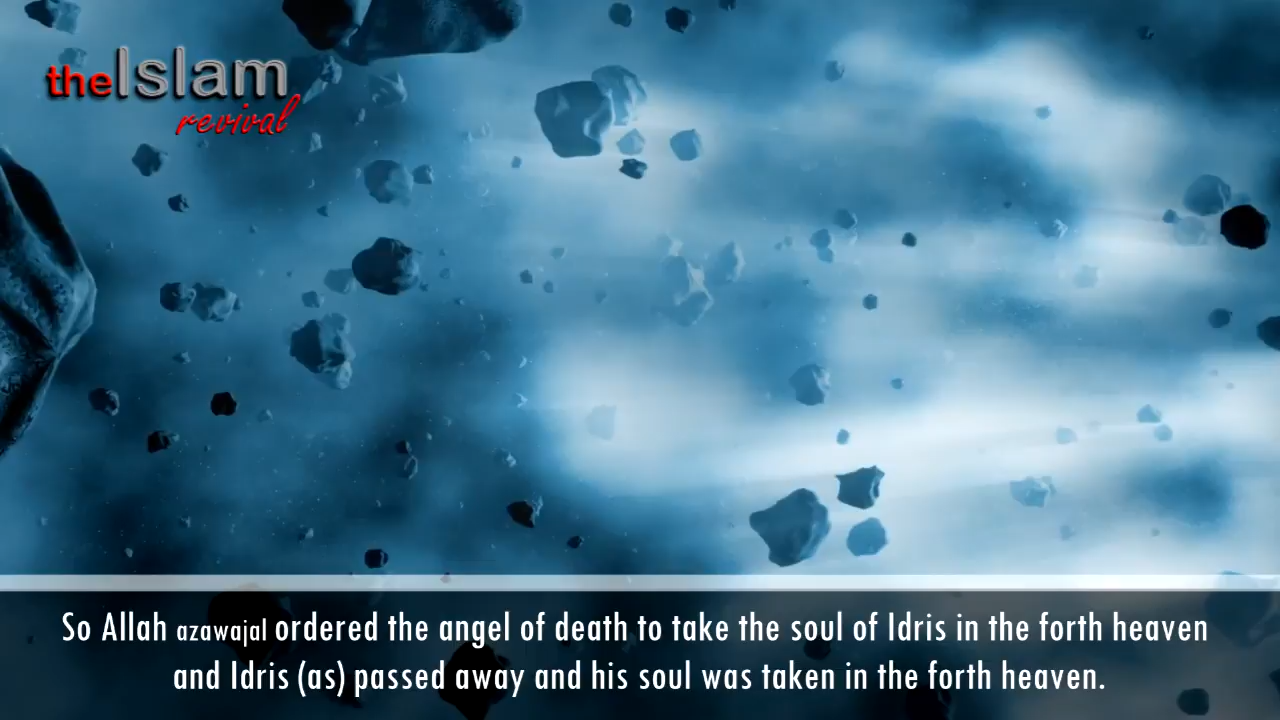 theIslam
revival
So Allah azawajal ordered the angel of death to take the soul of Idris in the forth heaven
and Idris (as) passed away and his soul was taken in the forth heaven.